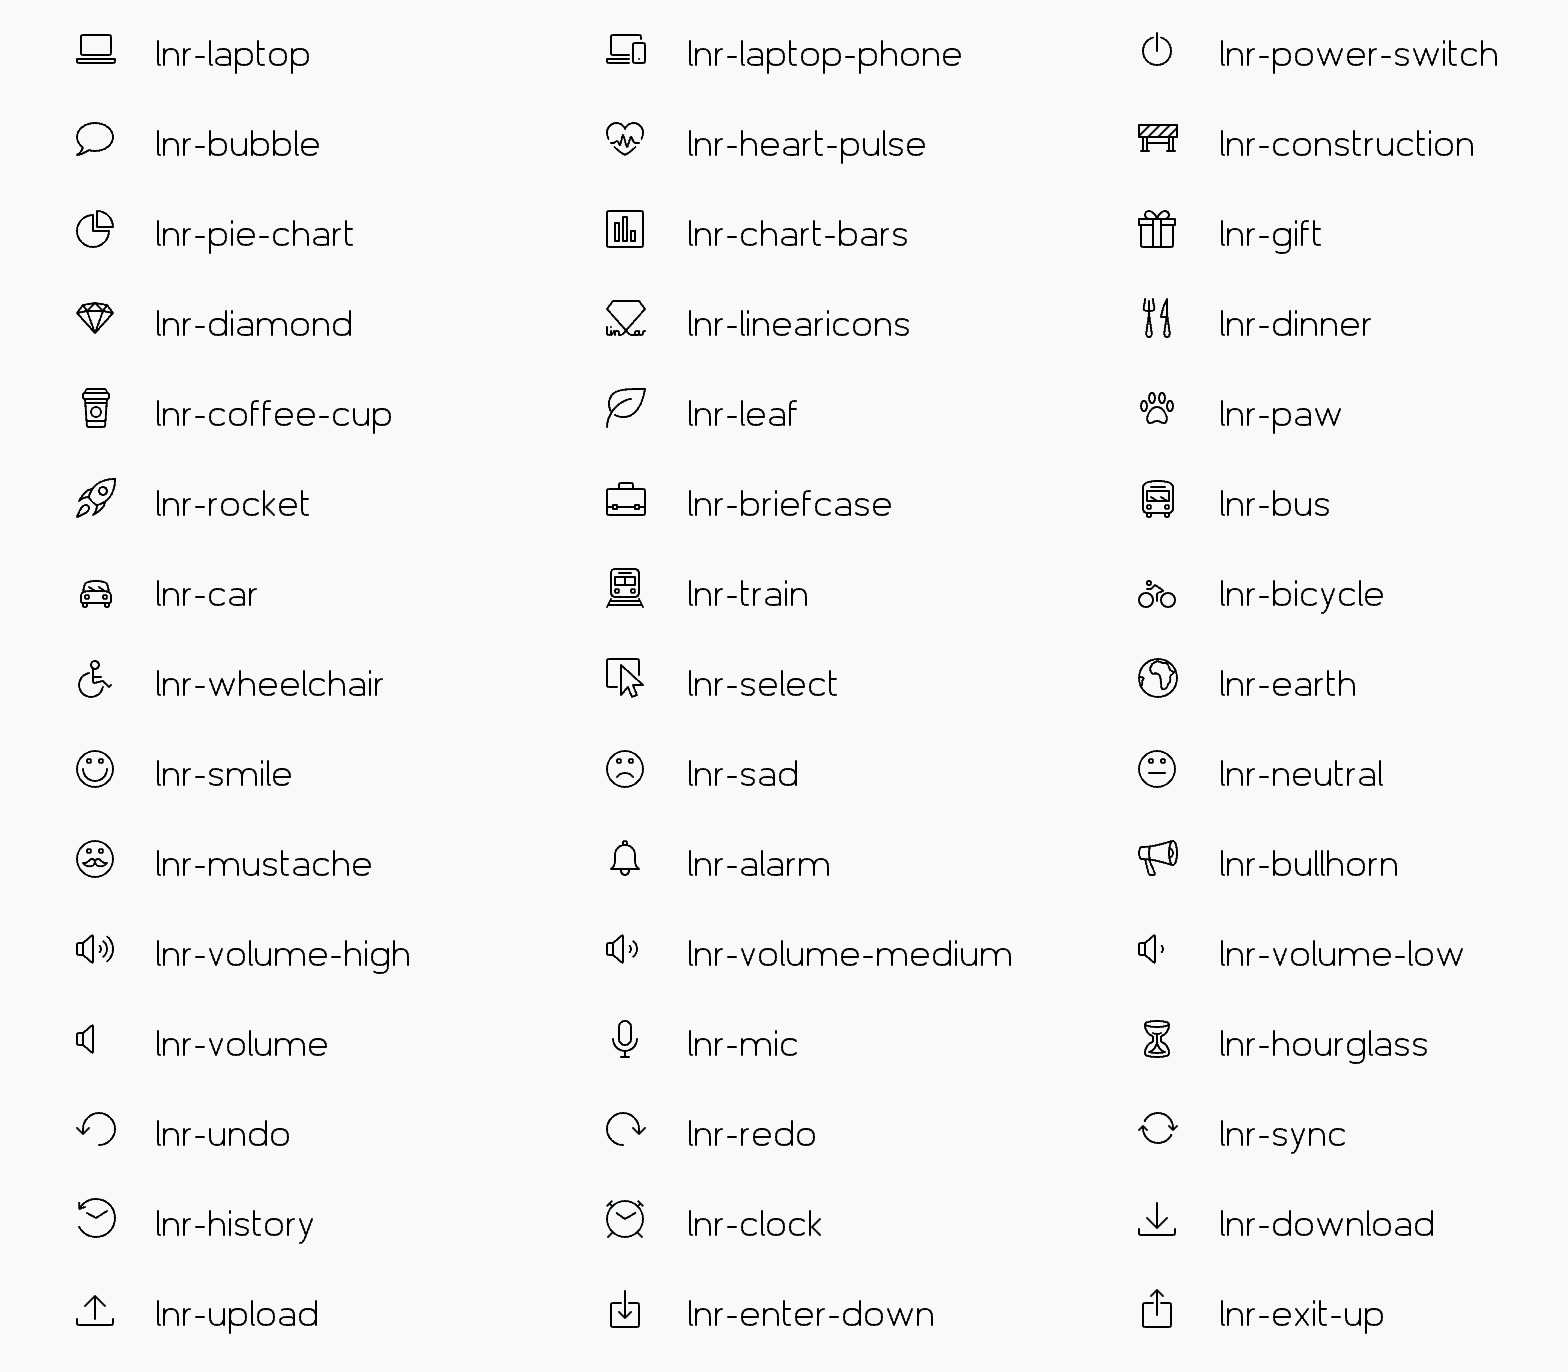 lnr-laptop lnr-laptop-phone lnr-power-switch
lnr-bubble lnr-heart-pulse lnr-construction
lnr-pie-chart lnr-chart-bars lnr-gift
lnr-diamond lnr-linearicons lnr-dinner
lnr-coffee-cup lnr-leaf lnr-paw
lnr-rocket lnr-briefcase lnr-bus
lnr-car lnr-train lnr-bicycle
lnr-wheelchair lnr-select lnr-earth
lnr-smile lnr-sad lnr-neutral
lnr-mustache lnr-alarm lnr-bullhorn
lnr-volume-high lnr-volume-medium lnr-volume-low
lnr-volume lnr-mic lnr-hourglass
lnr-undo lnr-redo lnr-sync
lnr-history lnr-clock lnr-download
lnr-upload lnr-enter-down lnr-exit-up